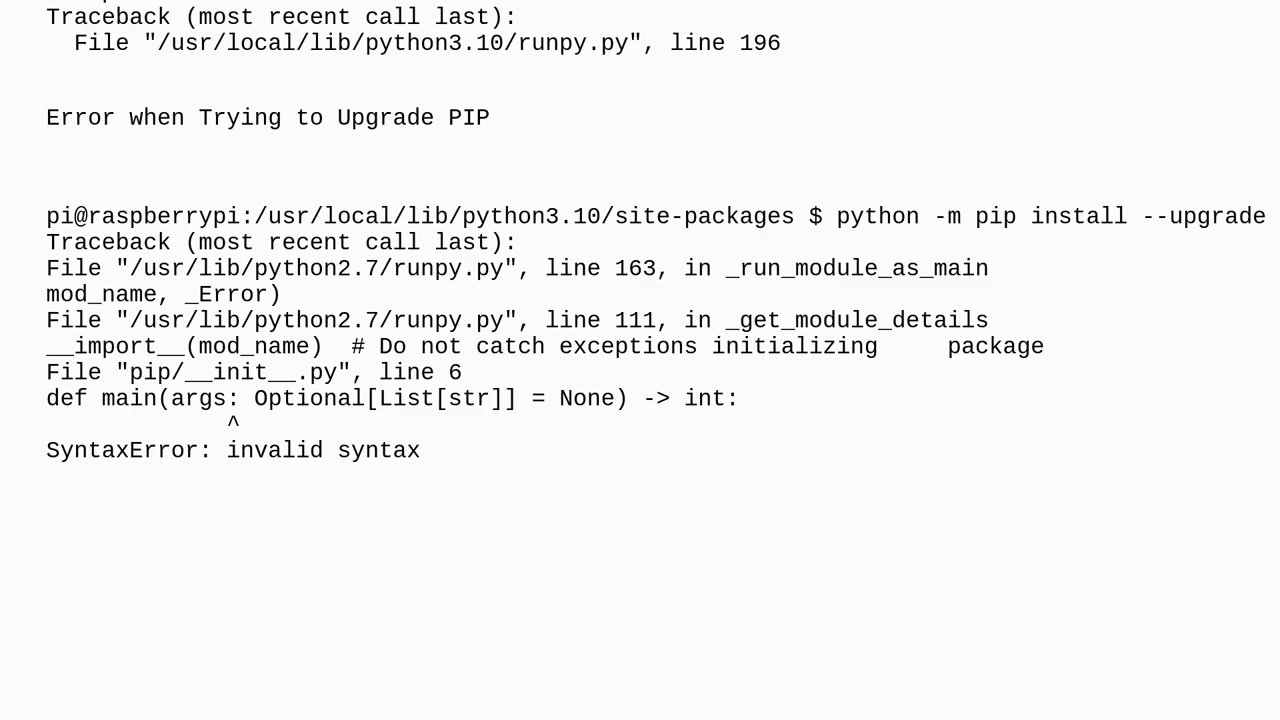 Traceback (most recent call last):
  File "/usr/local/lib/python3.10/runpy.py", line 196
Error when Trying to Upgrade PIP
pi@raspberrypi:/usr/local/lib/python3.10/site-packages $ python -m pip install --upgrade
Traceback (most recent call last):
File "/usr/lib/python2.7/runpy.py", line 163, in _run_module_as_main
mod_name, _Error)
File "/usr/lib/python2.7/runpy.py", line 111, in _get_module_details
__import__(mod_name)  # Do not catch exceptions initializing     package
File "pip/__init__.py", line 6
def main(args: Optional[List[str]] = None) -> int:
             ^
SyntaxError: invalid syntax